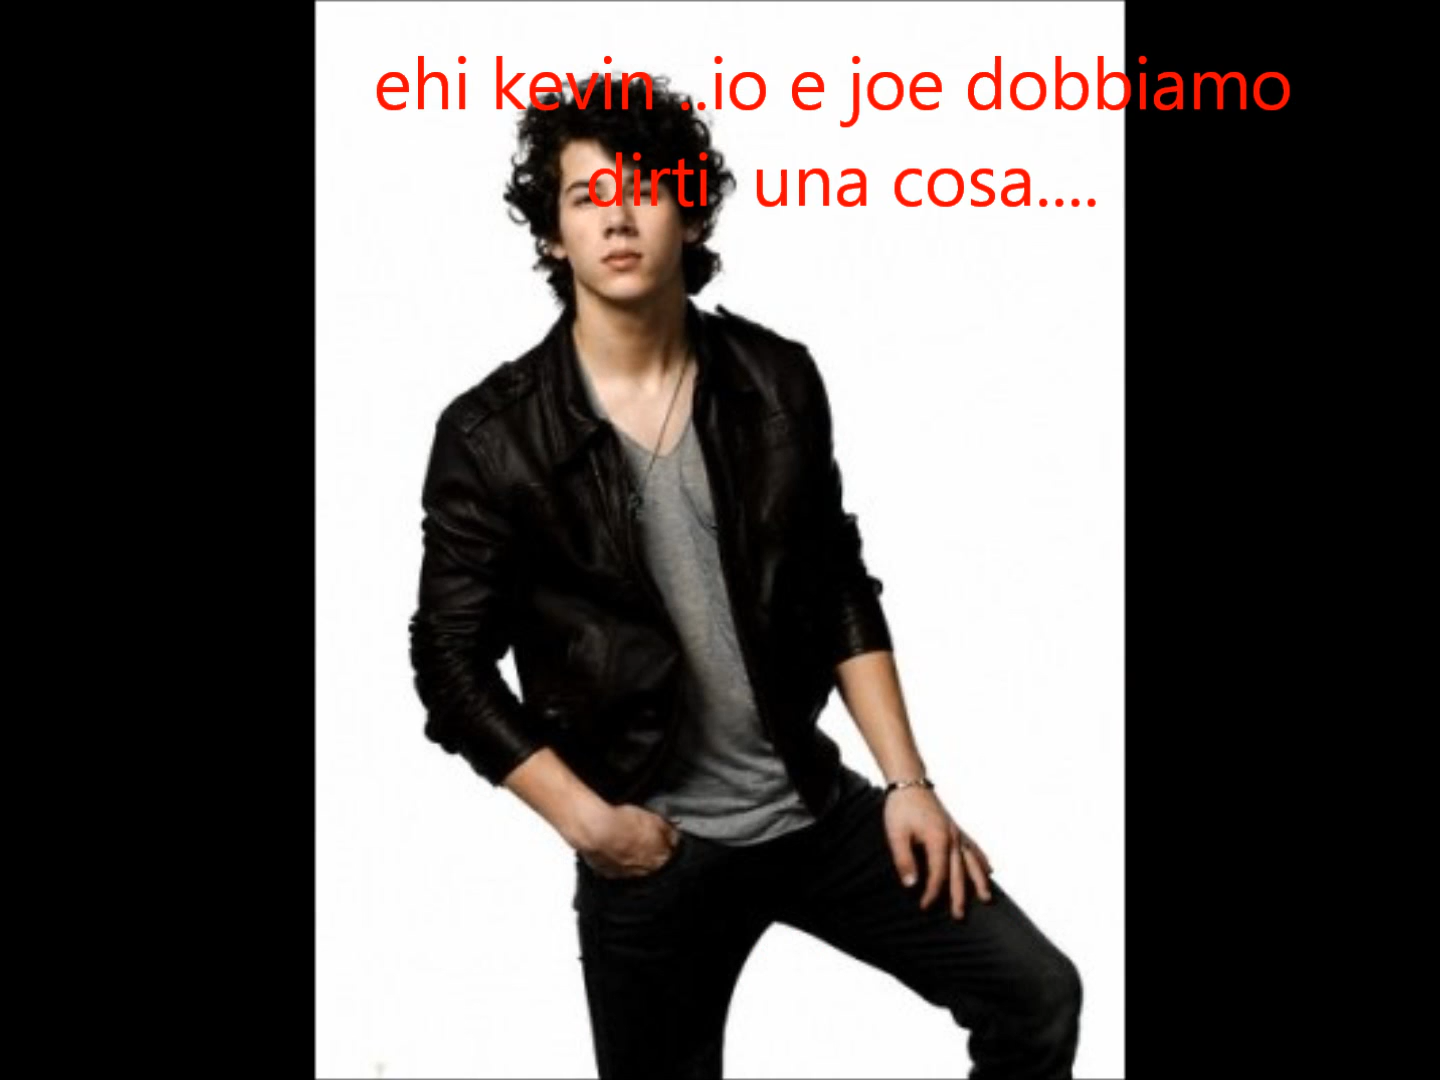 ehi kevin ..io e joe dobbiamo
dirti  una cosa....